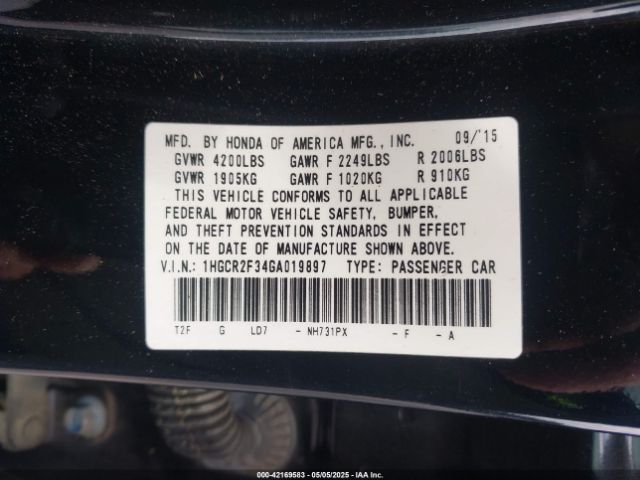 MFD. BY HONDA OF AMERICA MFG., INC. 09/'15
GVWR 4200LBS GAWR F 2249LBS R 2006LBS
GVWR 1905KG GAWR F 1020KG R 910KG
THIS VEHICLE CONFORMS TO ALL APPLICABLE
FEDERAL MOTOR VEHICLE SAFETY, BUMPER,
AND THEFT PREVENTION STANDARDS IN EFFECT
ON THE DATE OF MANUFACTURE SHOWN ABOVE.
V.I.N.: 1HGCR2F34GA019897 TYPE: PASSENGER CAR
T2F G LD7 - NH731PX - F - A
000-42169583 - 05/05/2025 - IAA Inc.